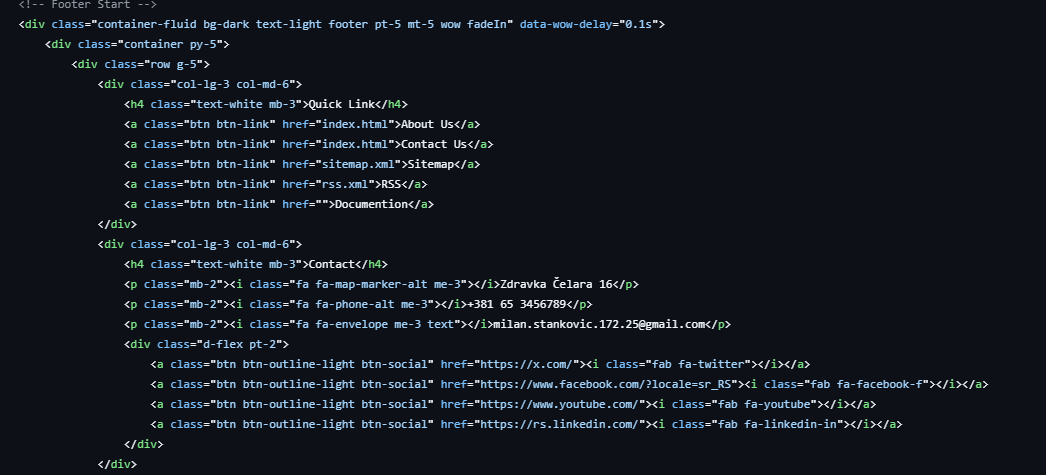 <!-- Footer Start -->
<div class="container-fluid bg-dark text-light footer pt-5 mt-5 wow fadeIn" data-wow-delay="0.1s">
<div class="container py-5">
<div class="row g-5">
<div class="col-lg-3 col-md-6">
<h4 class="text-white mb-3">Quick Link</h4>
<a class="btn btn-link" href="index.html">About Us</a>
<a class="btn btn-link" href="index.html">Contact Us</a>
<a class="btn btn-link" href="sitemap.xml">Sitemap</a>
<a class="btn btn-link" href="rss.xml">RSS</a>
<a class="btn btn-link" href="">Documention</a>
</div>
<div class="col-lg-3 col-md-6">
<h4 class="text-white mb-3">Contact</h4>
<p class="mb-2"><i class="fa fa-map-marker-alt me-3"></i>Zdravka Čelara 16</p>
<p class="mb-2"><i class="fa fa-phone-alt me-3"></i>+381 65 3456789</p>
<p class="mb-2"><i class="fa fa-envelope me-3 text"></i>milan.stankovic.172.25@gmail.com</p>
<div class="d-flex pt-2">
<a class="btn btn-outline-light btn-social" href="https://x.com/"><i class="fab fa-twitter"></i></a>
<a class="btn btn-outline-light btn-social" href="https://www.facebook.com/?locale=sr_RS"><i class="fab fa-facebook-f"></i></a>
<a class="btn btn-outline-light btn-social" href="https://www.youtube.com/"><i class="fab fa-youtube"></i></a>
<a class="btn btn-outline-light btn-social" href="https://rs.linkedin.com/"><i class="fab fa-linkedin-in"></i></a>
</div>
</div>